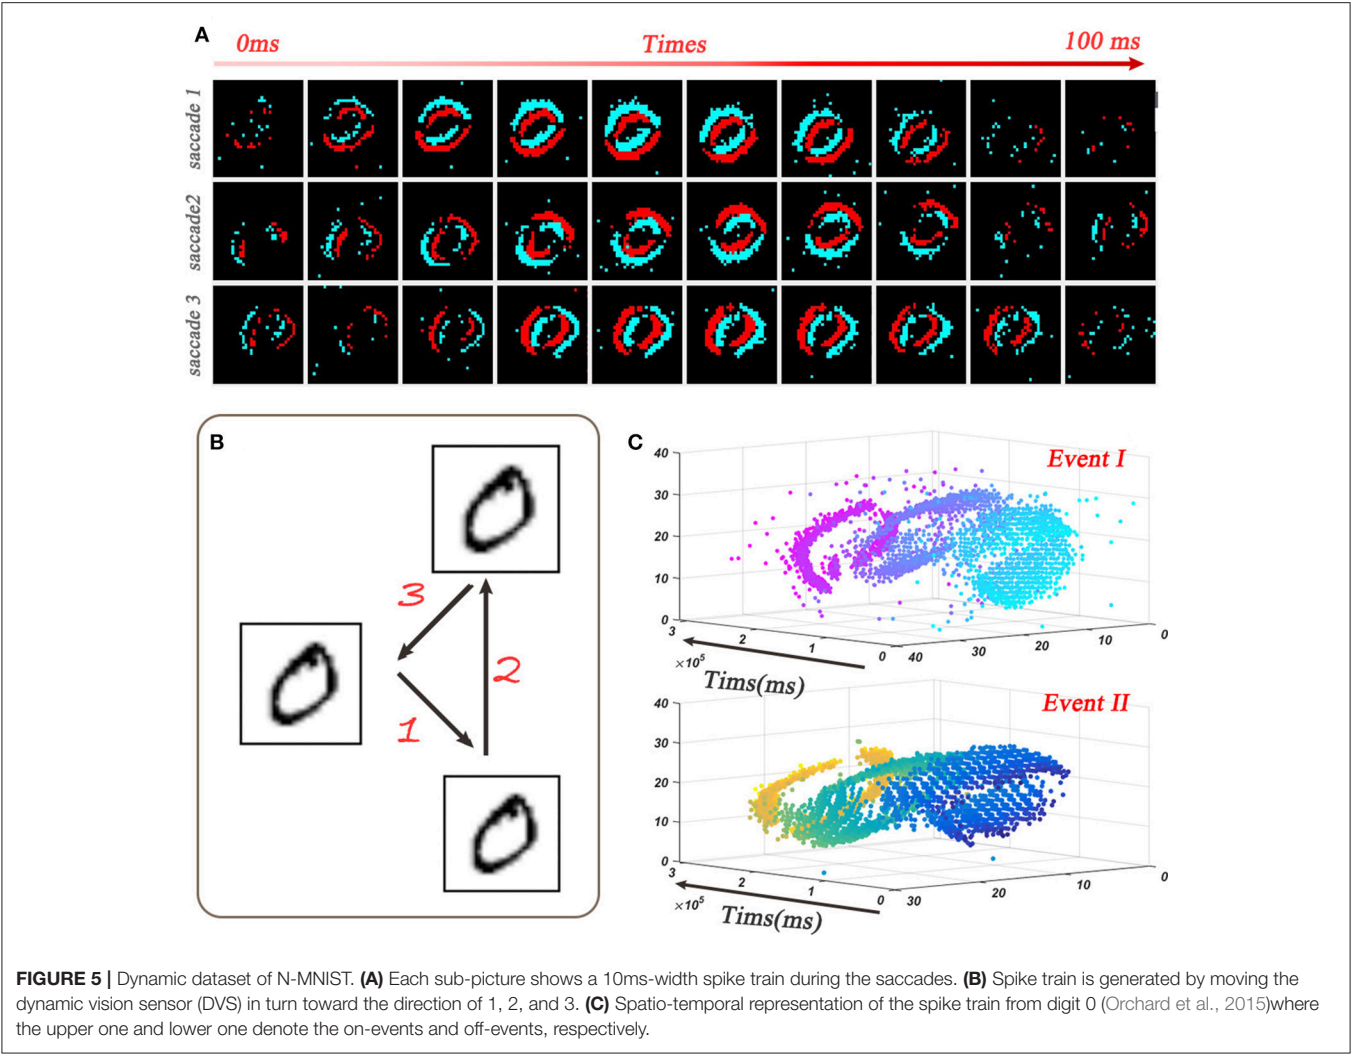 A
0ms Times 100 ms
saccade 1
saccade2
saccade 3
B
3
2
1
C
Event I
40
30
20
10
0
3 2 1 0 40 30 20 10 0
×10⁵
Tims(ms)
Event II
40
30
20
10
0
3 2 1 0 30 20 10 0
×10⁵
Tims(ms)
FIGURE 5 | Dynamic dataset of N-MNIST. (A) Each sub-picture shows a 10ms-width spike train during the saccades. (B) Spike train is generated by moving the
dynamic vision sensor (DVS) in turn toward the direction of 1, 2, and 3. (C) Spatio-temporal representation of the spike train from digit 0 (Orchard et al., 2015)where
the upper one and lower one denote the on-events and off-events, respectively.